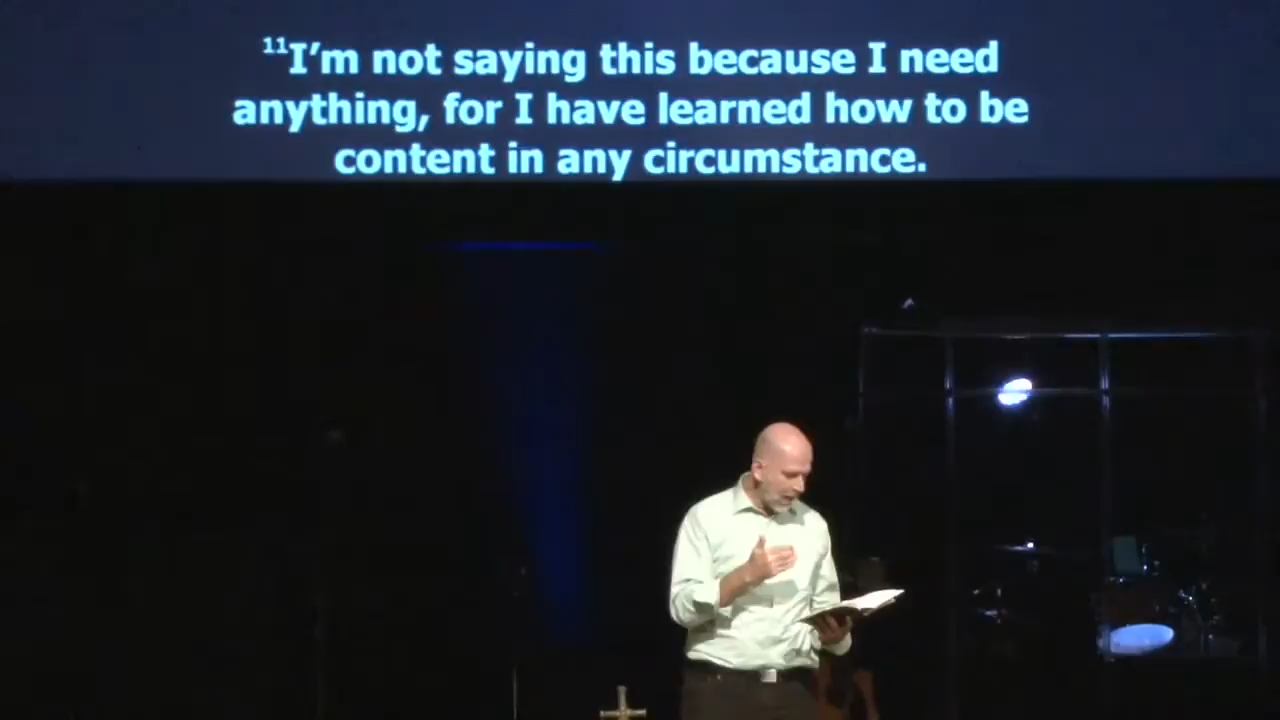 ¹¹I’m not saying this because I need
anything, for I have learned how to be
content in any circumstance.